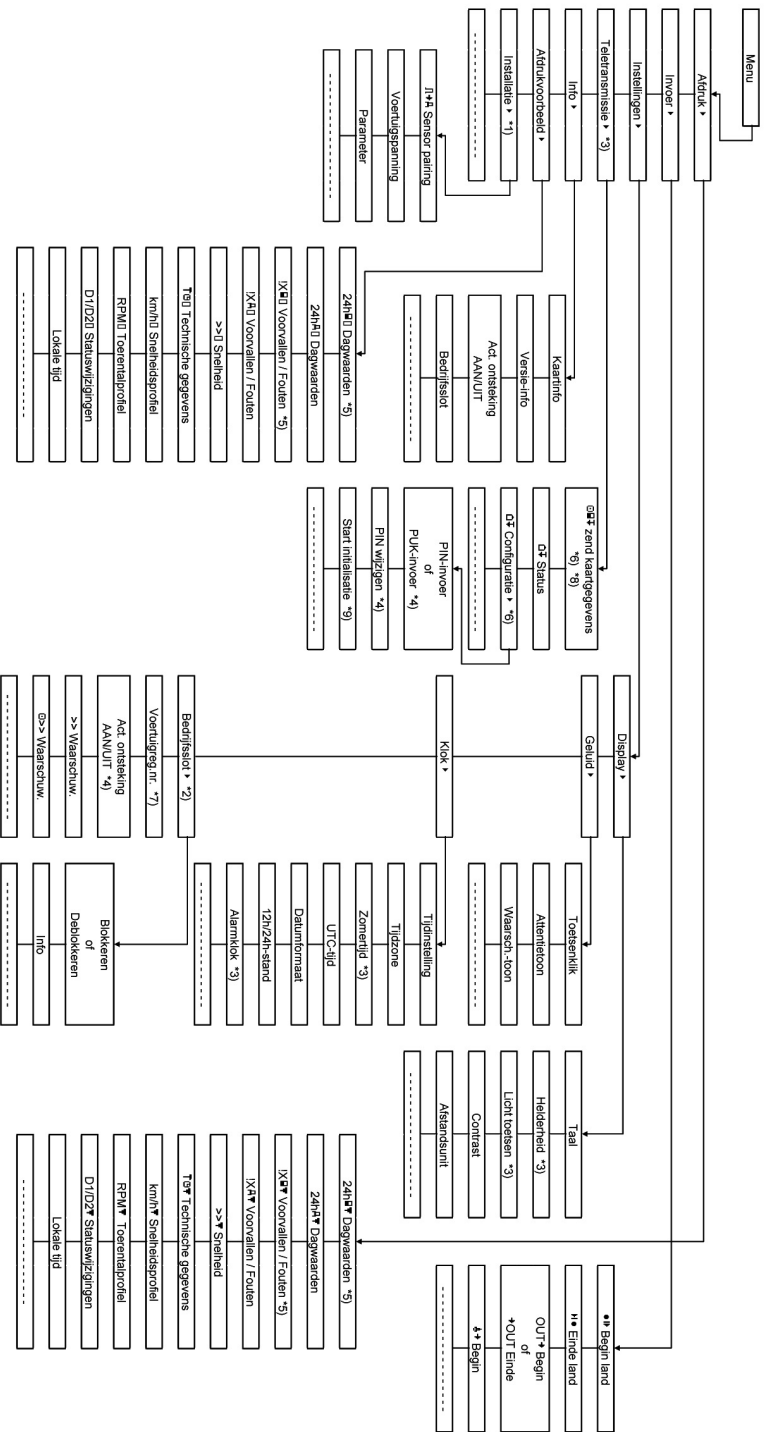 Menu
Afdruk ▸
Invoer ▸
Instellingen ▸
Teletransmissie ▸ *3)
Info ▸
Afdrukvoorbeeld ▸
Installatie ▸ *1)
- - - - - - - - - - - - - -
Sensor pairing
Voertuigspanning
Parameter
- - - - - - - - - - - - - -
24h Dagwaarden *5)
24h Dagwaarden
!X Voorvallen / Fouten *5)
!X Voorvallen / Fouten
>> Snelheid
T Technische gegevens
km/h Snelheidsprofiel
RPM Toerentalprofiel
D1/D2 Statuswijzigingen
Lokale tijd
- - - - - - - - - - - - - -
Kaartinfo
Versie-info
Act. ontsteking
AAN/UIT
Bedrijfsslot
- - - - - - - - - - - - - -
zend kaartgegevens
*6) *8)
Status
Configuratie ▸ *6)
- - - - - - - - - - - - - -
PIN-invoer
of
PUK-invoer *4)
PIN wijzigen *4)
Start initialisatie *9)
- - - - - - - - - - - - - -
Display ▸
Geluid ▸
Klok ▸
Bedrijfsslot ▸ *2)
Voertuigreg.nr. *7)
Act. ontsteking
AAN/UIT *4)
>> Waarschuw.
>> Waarschuw.
- - - - - - - - - - - - - -
Toetsenklik
Attentietoon
Waarsch.-toon
- - - - - - - - - - - - - -
Tijdinstelling
Tijdzone
Zomertijd *3)
UTC-tijd
Datumformaat
12h/24h-stand
Alarmklok *3)
- - - - - - - - - - - - - -
Blokkeren
of
Deblokkeren
Info
- - - - - - - - - - - - - -
Taal
Helderheid *3)
Licht toetsen *3)
Contrast
Afstandsunit
- - - - - - - - - - - - - -
24h▼ Dagwaarden *5)
24h▼ Dagwaarden
!X▼ Voorvallen / Fouten *5)
!X▼ Voorvallen / Fouten
>>▼ Snelheid
T▼ Technische gegevens
km/h▼ Snelheidsprofiel
RPM▼ Toerentalprofiel
D1/D2▼ Statuswijzigingen
Lokale tijd
- - - - - - - - - - - - - -
Begin land
Einde land
OUT+ Begin
of
+OUT Einde
Begin
- - - - - - - - - - - - - -